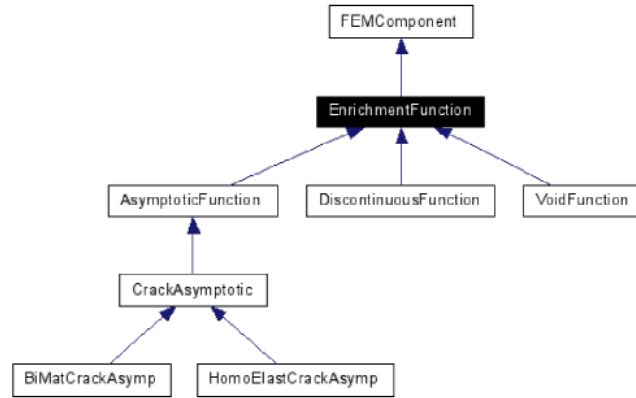 FEMComponent
EnrichmentFunction
AsymptoticFunction
DiscontinuousFunction
VoidFunction
CrackAsymptotic
BiMatCrackAsymp
HomoElastCrackAsymp